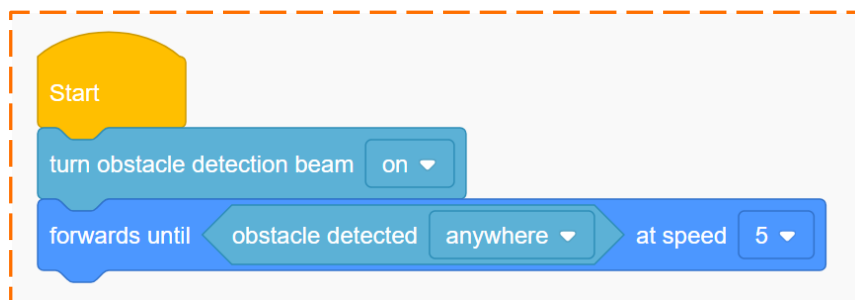 Start
turn obstacle detection beam on
forwards until obstacle detected anywhere at speed 5